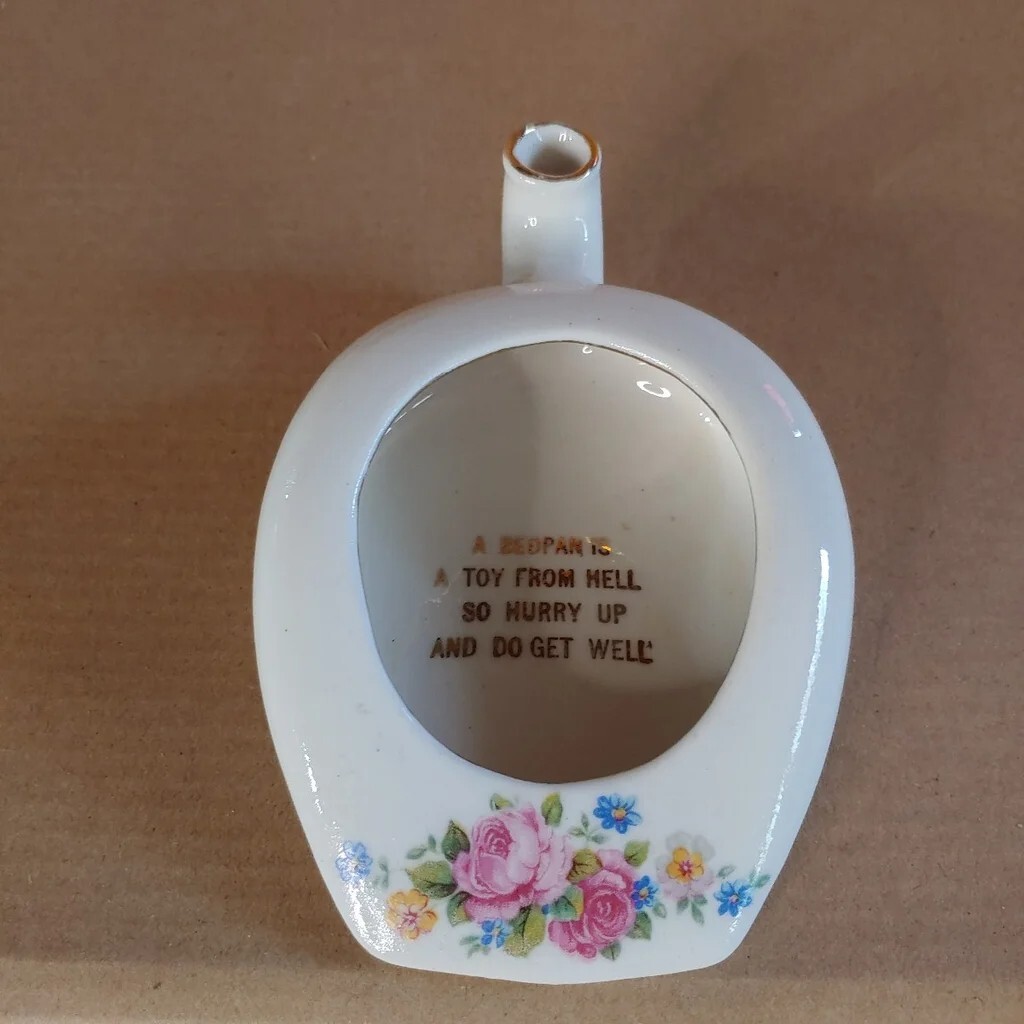 A BEDPAN IS
A TOY FROM HELL
SO HURRY UP
AND DO GET WELL